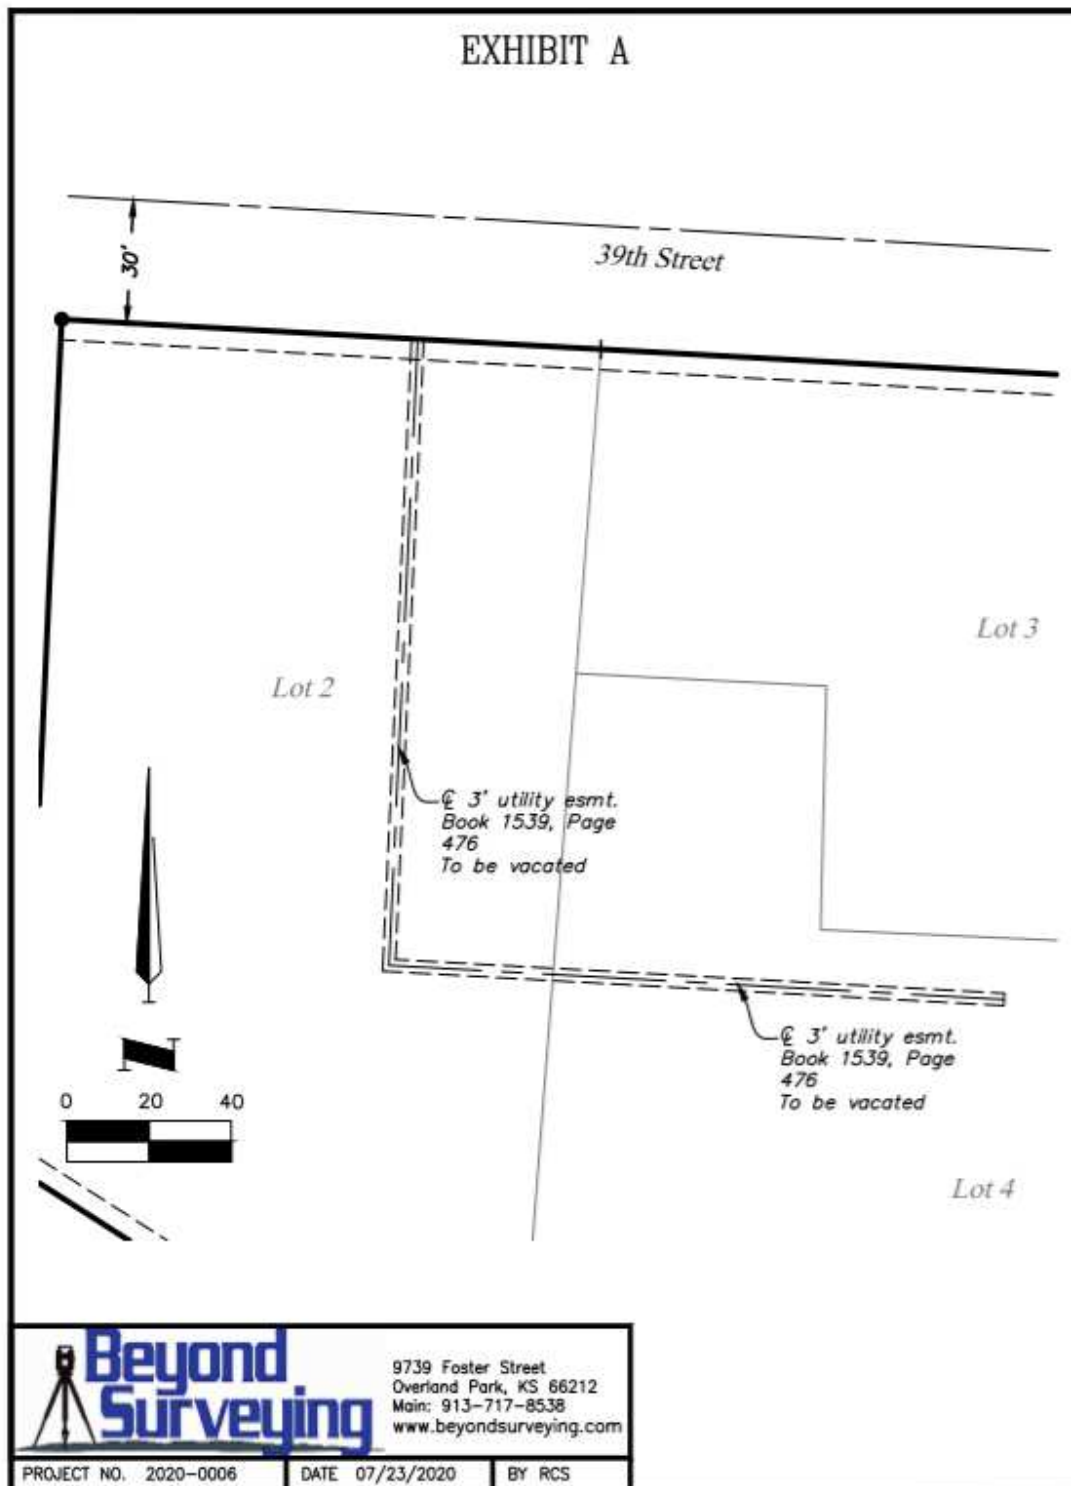 EXHIBIT A
30'
39th Street
Lot 3
Lot 2
℄ 3' utility esmt.
Book 1539, Page
476
To be vacated
℄ 3' utility esmt.
Book 1539, Page
476
To be vacated
N
0 20 40
Lot 4
Beyond
Surveying
9739 Foster Street
Overland Park, KS 66212
Main: 913-717-8538
www.beyondsurveying.com
PROJECT NO. 2020-0006
DATE 07/23/2020
BY RCS